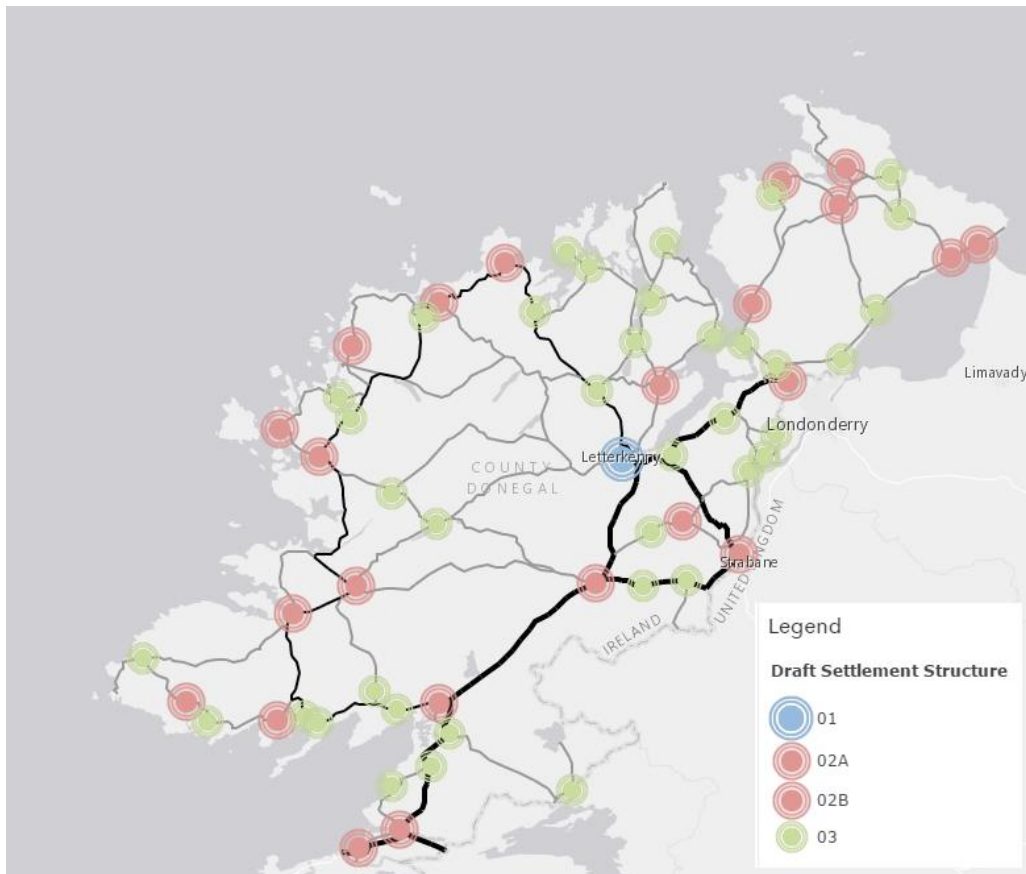 Limavady
Londonderry
Letterkenny
COUNTY
DONEGAL
UNITED KINGDOM
Strabane
IRELAND
Legend
Draft Settlement Structure
01
02A
02B
03